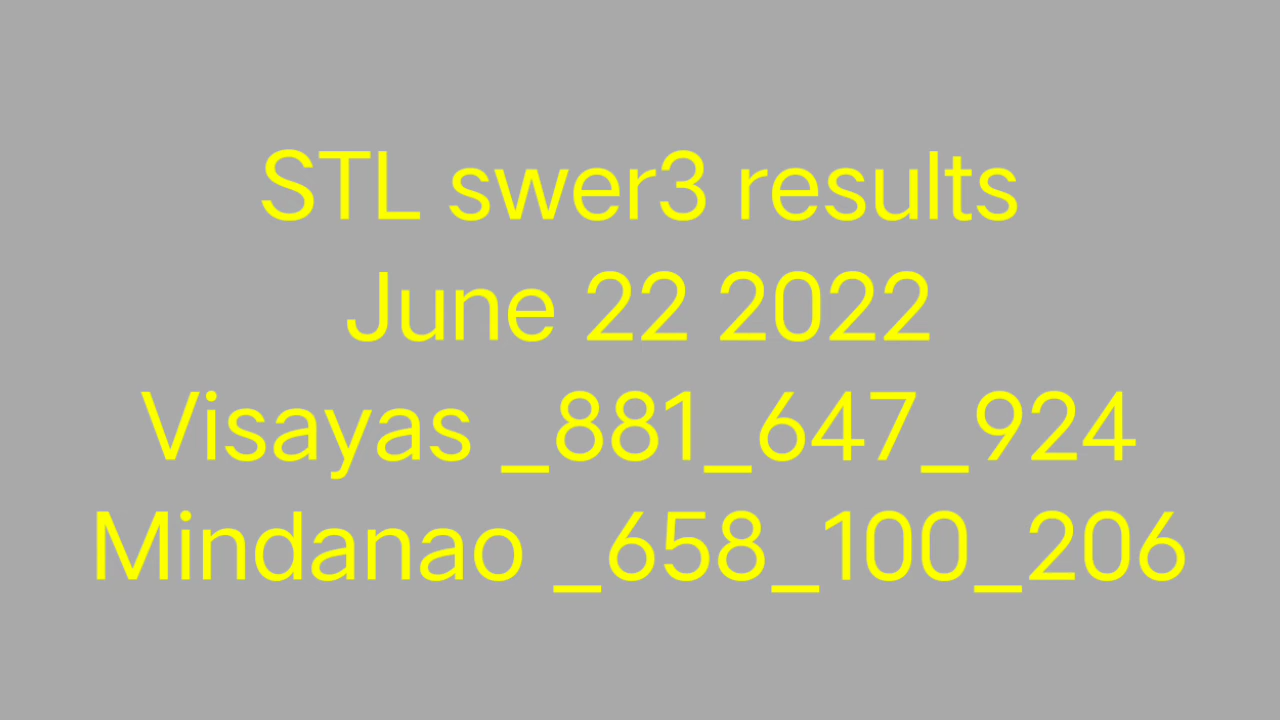 STL swer3 results
June 22 2022
Visayas _881_647_924
Mindanao _658_100_206